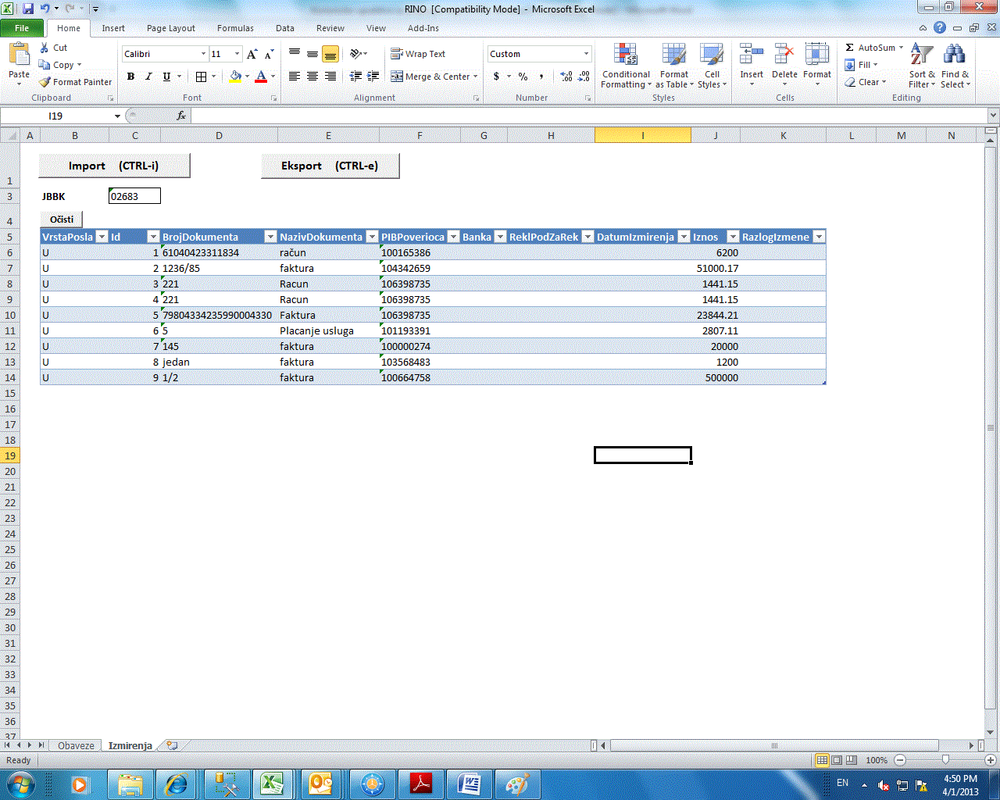 RINO [Compatibility Mode] - Microsoft Excel
File Home Insert Page Layout Formulas Data Review View Add-Ins
Paste Cut Copy Format Painter Clipboard
Calibri 11 B I U A A A Font
Wrap Text Merge & Center Alignment
Custom $ % , Number
Conditional Formatting Format as Table Cell Styles Styles
Insert Delete Format Cells
Σ AutoSum Fill Clear Sort & Filter Find & Select Editing
I19 fx
A B C D E F G H I J K L M N
1 Import (CTRL-i) Eksport (CTRL-e)
3 JBBK 02683
4 Očisti
5 VrstaPosla Id BrojDokumenta NazivDokumenta PIBPoverioca Banka ReklPodZaRek DatumIzmirenja Iznos RazlogIzmene
6 U 1 61040423311834 račun 100165386 6200
7 U 2 1236/85 faktura 104342659 51000.17
8 U 3 221 Racun 106398735 1441.15
9 U 4 221 Racun 106398735 1441.15
10 U 5 79804334235990004330 Faktura 106398735 23844.21
11 U 6 5 Placanje usluga 101193391 2807.11
12 U 7 145 faktura 100000274 20000
13 U 8 jedan faktura 103568483 1200
14 U 9 1/2 faktura 100664758 500000
15
16
17
18
19
20
21
22
23
24
25
26
27
28
29
30
31
32
33
34
35
36
37
Obaveze Izmirenja
Ready 100%
EN 4:50 PM
4/1/2013